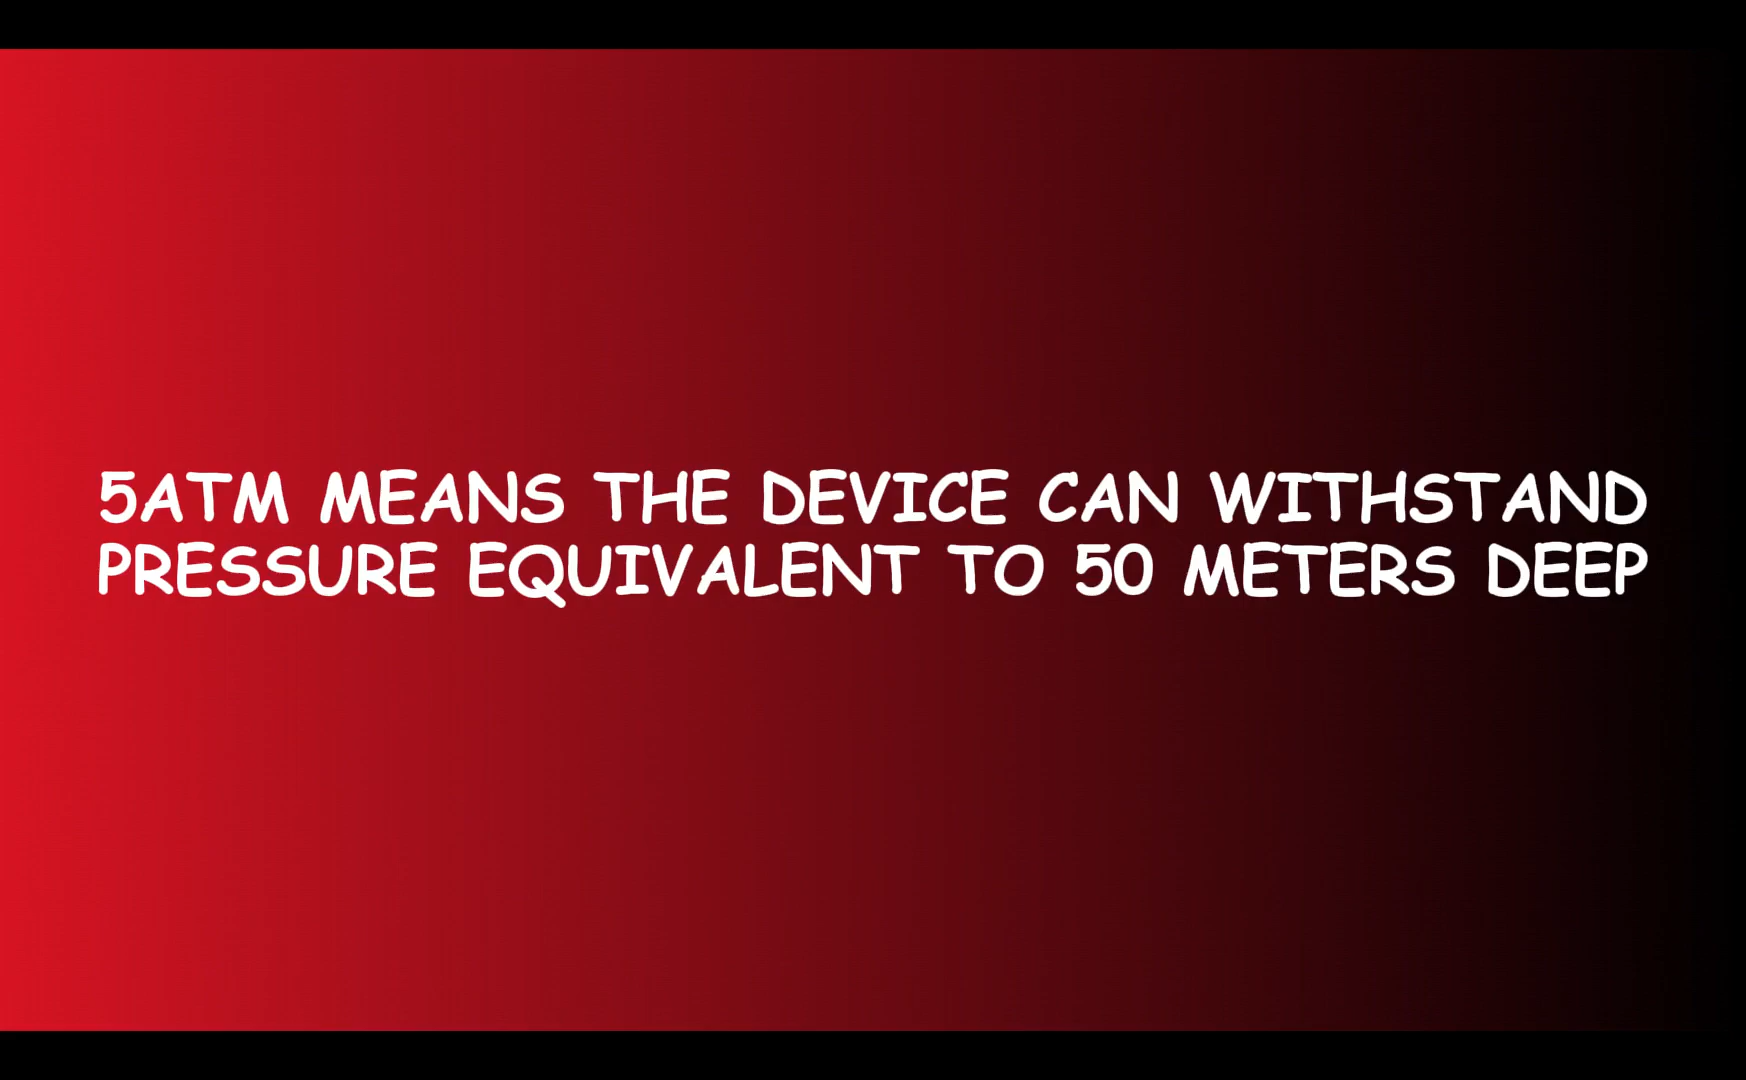 5ATM MEANS THE DEVICE CAN WITHSTAND
PRESSURE EQUIVALENT TO 50 METERS DEEP